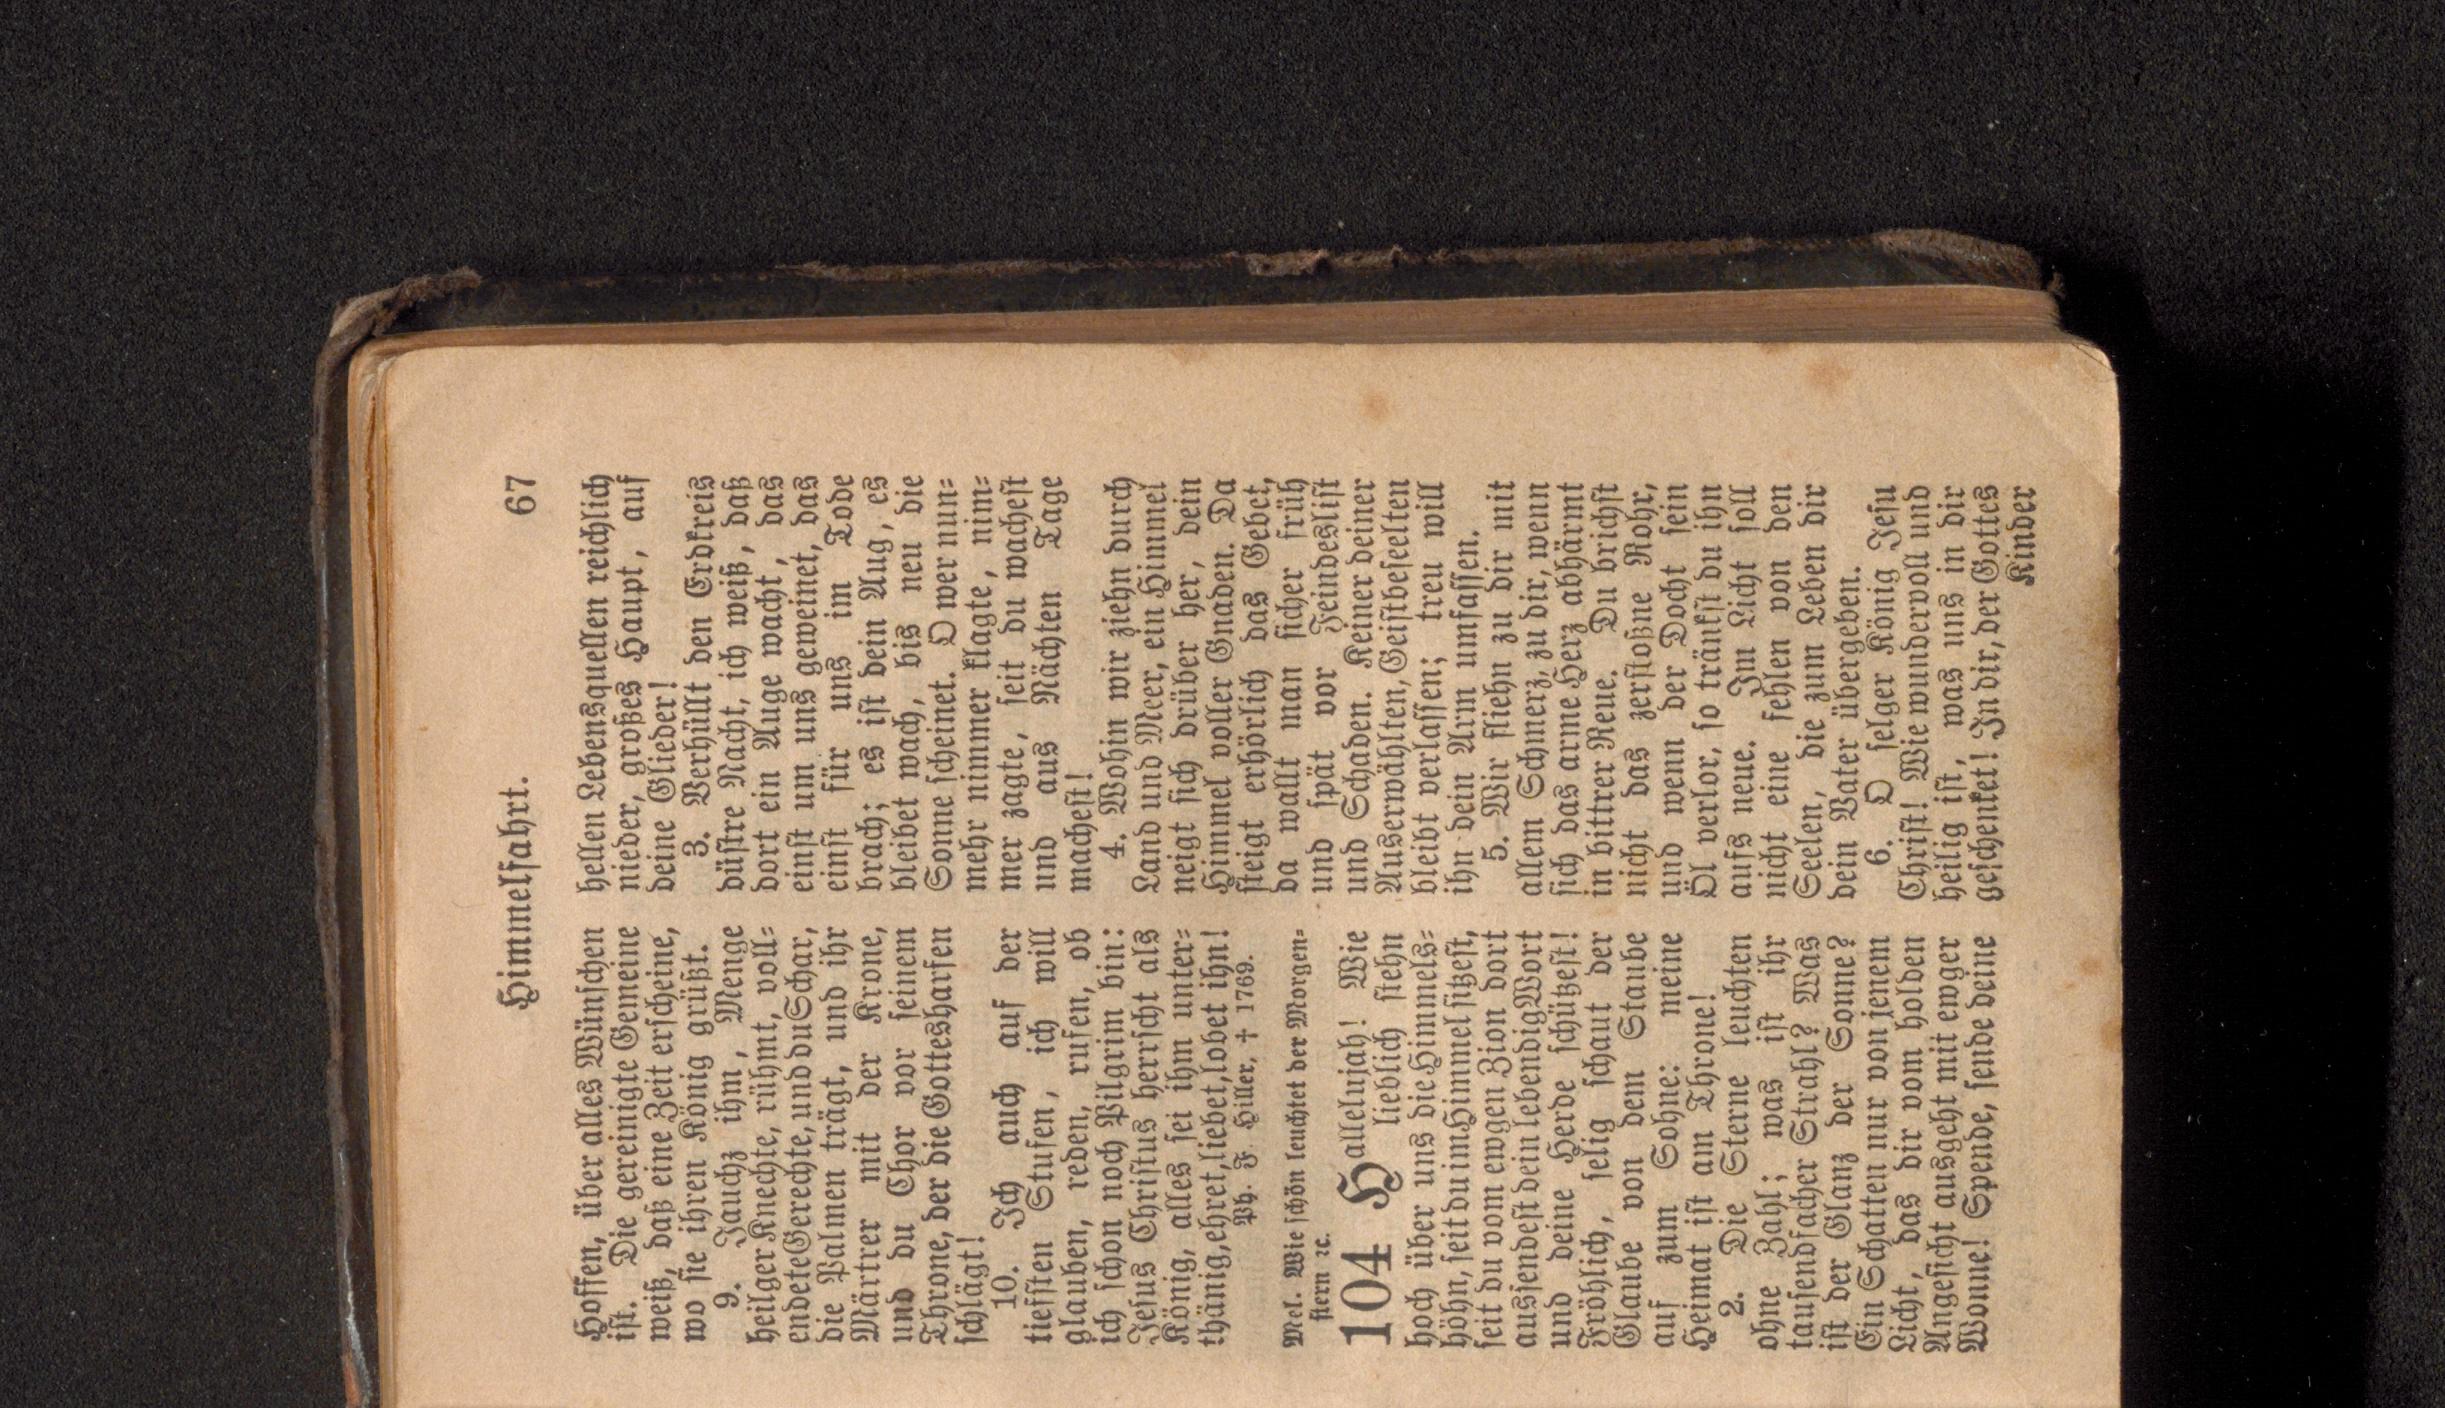 Himmelfahrt.
67
Hoffen, über alles Wünschen
ist. Die gereinigte Gemeine
weiß, daß eine Zeit erscheine,
wo sie ihren König grüßt.
9. Jauchz ihm, Menge
heilger Knechte, rühmt, voll-
endete Gerechte, und du Schar,
die Palmen trägt, und ihr
Märtrer mit der Krone,
und du Chor vor seinem
Throne, der die Gottesharfen
schlägt!
10. Ich auch auf der
tiefsten Stufen, ich will
glauben, reden, rufen, ob
ich schon noch Pilgrim bin:
Jesus Christus herrscht als
König, alles sei ihm unter-
thänig, ehret, liebet, lobet ihn!
Ph. F. Hiller, † 1769.
Mel. Wie schön leuchtet der Morgen-
stern ꝛc.
104 Hallelujah! Wie
lieblich stehn
hoch über uns die Himmels-
höhn, seit du im Himmel sitzest,
seit du vom ewgen Zion dort
aussendest dein lebendig Wort
und deine Herde schützest!
Fröhlich, selig schaut der
Glaube von dem Staube
auf zum Sohne: meine
Heimat ist am Throne!
2. Die Sterne leuchten
ohne Zahl; was ist ihr
tausendfacher Strahl? Was
ist der Glanz der Sonne?
Ein Schatten nur von jenem
Licht, das dir vom holden
Angesicht ausgeht mit ewger
Wonne! Spende, sende deine
hellen Lebensquellen reichlich
nieder, großes Haupt, auf
deine Glieder!
3. Verhüllt den Erdkreis
düstre Nacht, ich weiß, daß
dort ein Auge wacht, das
einst um uns geweinet, das
einst für uns im Tode
brach; es ist dein Aug, es
bleibet wach, bis neu die
Sonne scheinet. O wer nun-
mehr nimmer klagte, nim-
mer zagte, seit du wachest
und aus Nächten Tage
machest!
4. Wohin wir ziehn durch
Land und Meer, ein Himmel
neigt sich drüber her, dein
Himmel voller Gnaden. Da
steigt erhörlich das Gebet,
da wallt man sicher früh
und spät vor Feindeslist
und Schaden. Keiner deiner
Auserwählten, Geistbeseelten
bleibt verlassen; treu will
ihn dein Arm umfassen.
5. Wir fliehn zu dir mit
allem Schmerz, zu dir, wenn
sich das arme Herz abhärmt
in bittrer Reue. Du brichst
nicht das zerstoßne Rohr,
und wenn der Docht sein
Öl verlor, so tränkst du ihn
aufs neue. Im Licht soll
nicht eine fehlen von den
Seelen, die zum Leben dir
dein Vater übergeben.
6. O selger König Jesu
Christ! Wie wundervoll und
heilig ist, was uns in dir
geschenket! In dir, der Gottes
Kinder